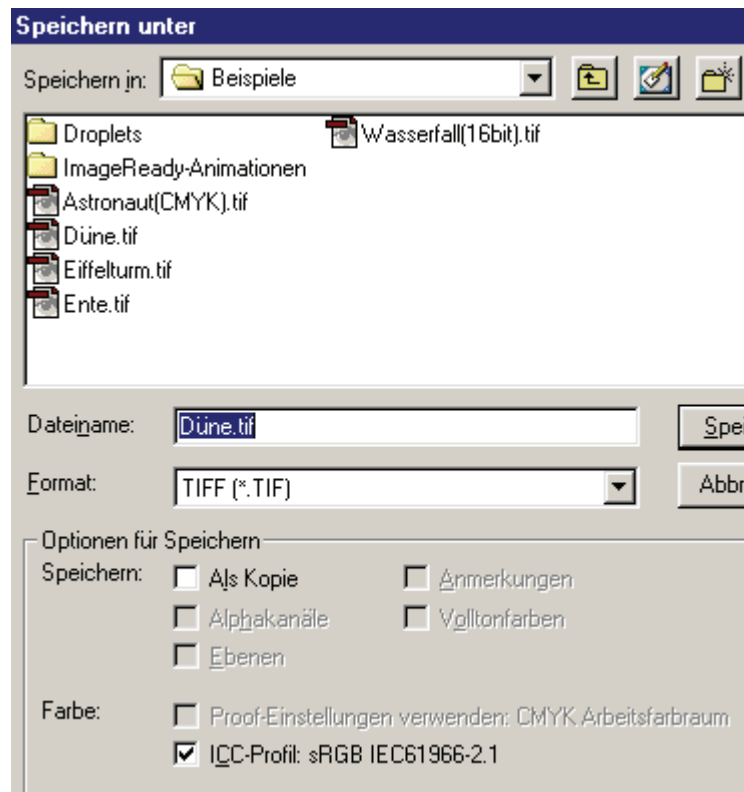 Speichern unter
Speichern in: Beispiele
Droplets
ImageReady-Animationen
Astronaut(CMYK).tif
Düne.tif
Eiffelturm.tif
Ente.tif
Wasserfall(16bit).tif
Dateiname: Düne.tif Spei
Format: TIFF (*.TIF) Abbr
Optionen für Speichern
Speichern: Als Kopie Anmerkungen
Alphakanäle Volltonfarben
Ebenen
Farbe: Proof-Einstellungen verwenden: CMYK Arbeitsfarbraum
ICC-Profil: sRGB IEC61966-2.1